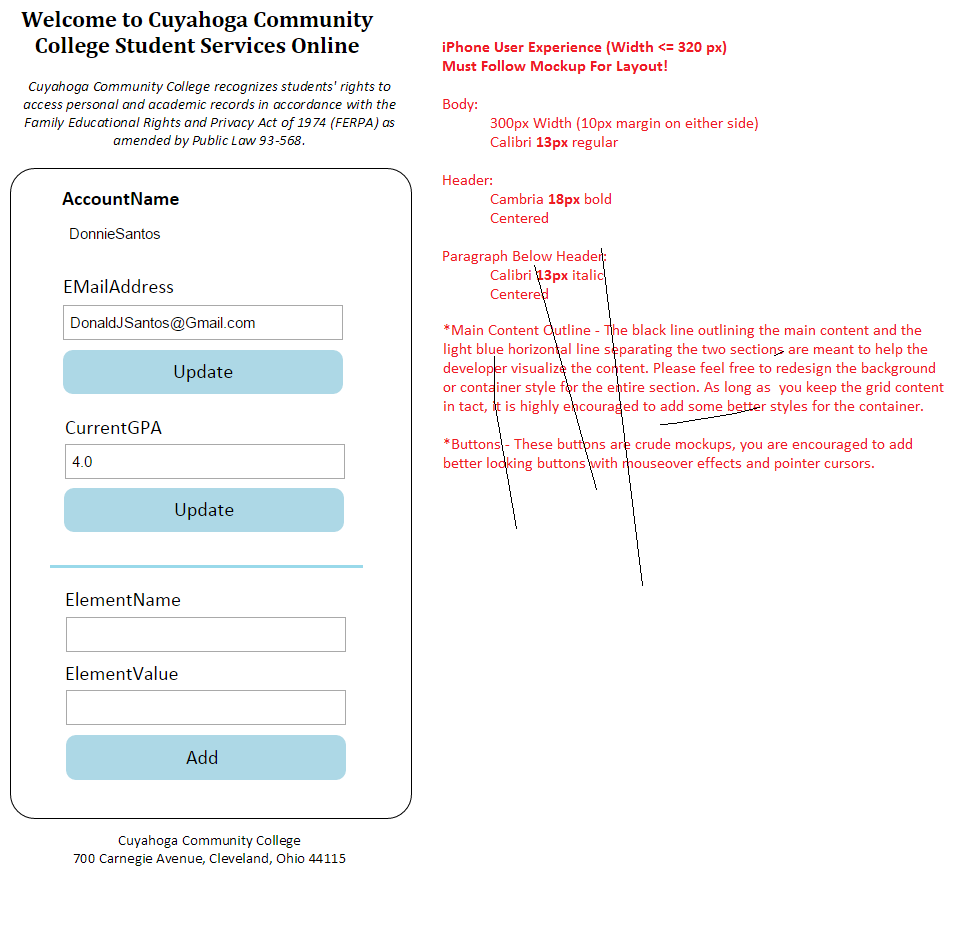 Welcome to Cuyahoga Community
College Student Services Online
Cuyahoga Community College recognizes students' rights to
access personal and academic records in accordance with the
Family Educational Rights and Privacy Act of 1974 (FERPA) as
amended by Public Law 93-568.
AccountName
DonnieSantos
EMailAddress
DonaldJSantos@Gmail.com
Update
CurrentGPA
4.0
Update
ElementName
ElementValue
Add
Cuyahoga Community College
700 Carnegie Avenue, Cleveland, Ohio 44115
iPhone User Experience (Width <= 320 px)
Must Follow Mockup For Layout!
Body:
300px Width (10px margin on either side)
Calibri 13px regular
Header:
Cambria 18px bold
Centered
Paragraph Below Header:
Calibri 13px italic
Centered
*Main Content Outline - The black line outlining the main content and the
light blue horizontal line separating the two sections are meant to help the
developer visualize the content. Please feel free to redesign the background
or container style for the entire section. As long as  you keep the grid content
in tact, it is highly encouraged to add some better styles for the container.
*Buttons - These buttons are crude mockups, you are encouraged to add
better looking buttons with mouseover effects and pointer cursors.